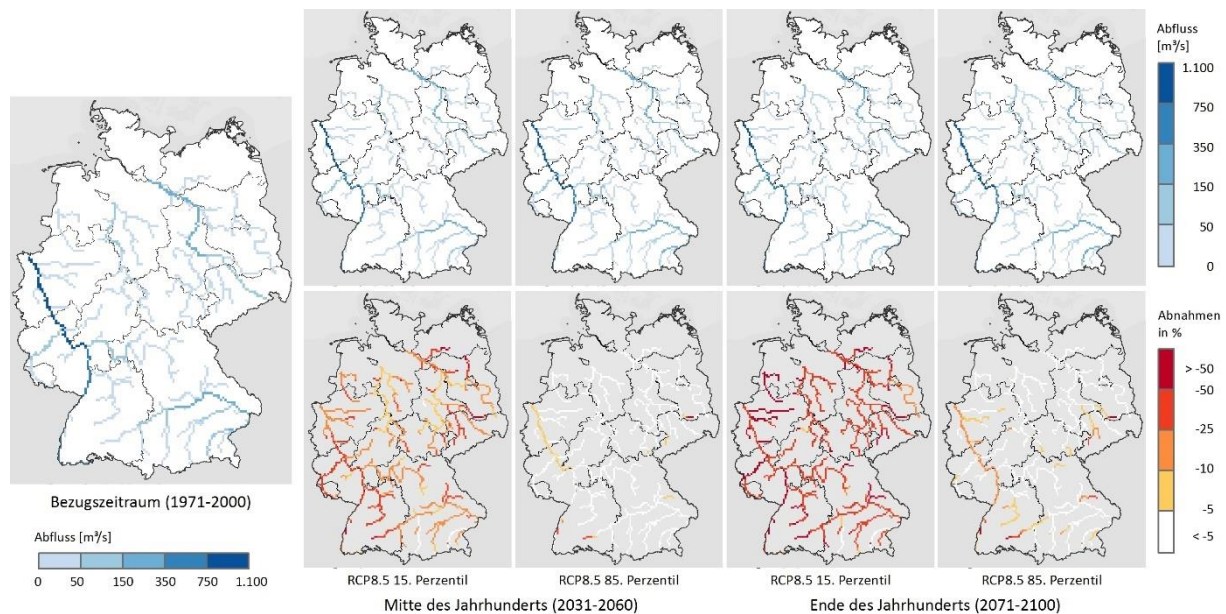 Bezugszeitraum (1971-2000)
Abfluss [m³/s]
0 50 150 350 750 1.100
Abfluss
[m³/s]
1.100
750
350
150
50
0
Abnahmen
in %
> -50
-50
-25
-10
-5
< -5
RCP8.5 15. Perzentil
RCP8.5 85. Perzentil
RCP8.5 15. Perzentil
RCP8.5 85. Perzentil
Mitte des Jahrhunderts (2031-2060)
Ende des Jahrhunderts (2071-2100)